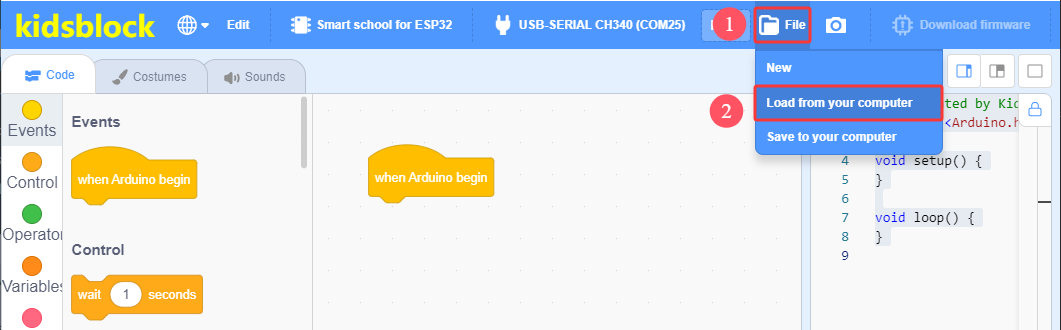 kidsblock Edit Smart school for ESP32 USB-SERIAL CH340 (COM25) 1 File Download firmware
New
Load from your computer
2
Save to your computer
Code Costumes Sounds
Events
Control
Operator
Variables
Events
when Arduino begin
Control
wait 1 seconds
when Arduino begin
ted by Kid
<Arduino.h
4 void setup() {
5 }
6
7 void loop() {
8 }
9